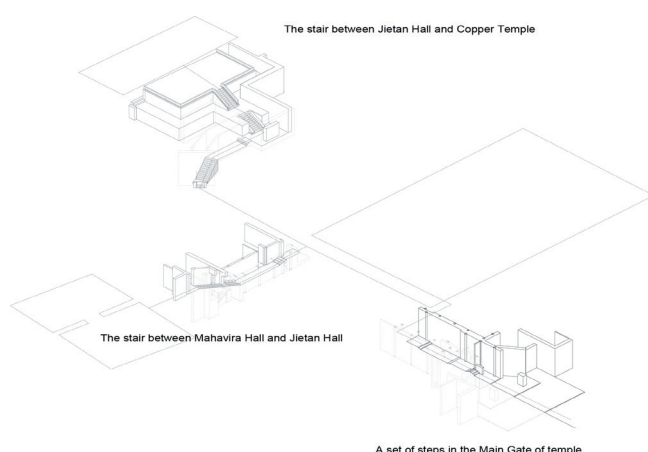 The stair between Jietan Hall and Copper Temple
The stair between Mahavira Hall and Jietan Hall
A set of steps in the Main Gate of temple